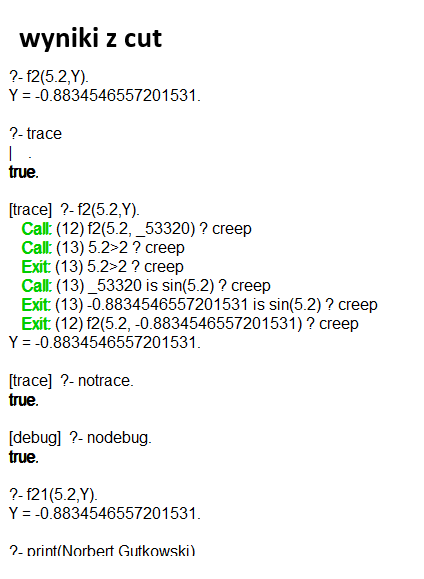 wyniki z cut
?- f2(5.2,Y).
Y = -0.8834546557201531.
?- trace
|    .
true.
[trace]  ?- f2(5.2,Y).
Call: (12) f2(5.2, _53320) ? creep
Call: (13) 5.2>2 ? creep
Exit: (13) 5.2>2 ? creep
Call: (13) _53320 is sin(5.2) ? creep
Exit: (13) -0.8834546557201531 is sin(5.2) ? creep
Exit: (12) f2(5.2, -0.8834546557201531) ? creep
Y = -0.8834546557201531.
[trace]  ?- notrace.
true.
[debug]  ?- nodebug.
true.
?- f21(5.2,Y).
Y = -0.8834546557201531.
?- print(Norbert Gutkowski)